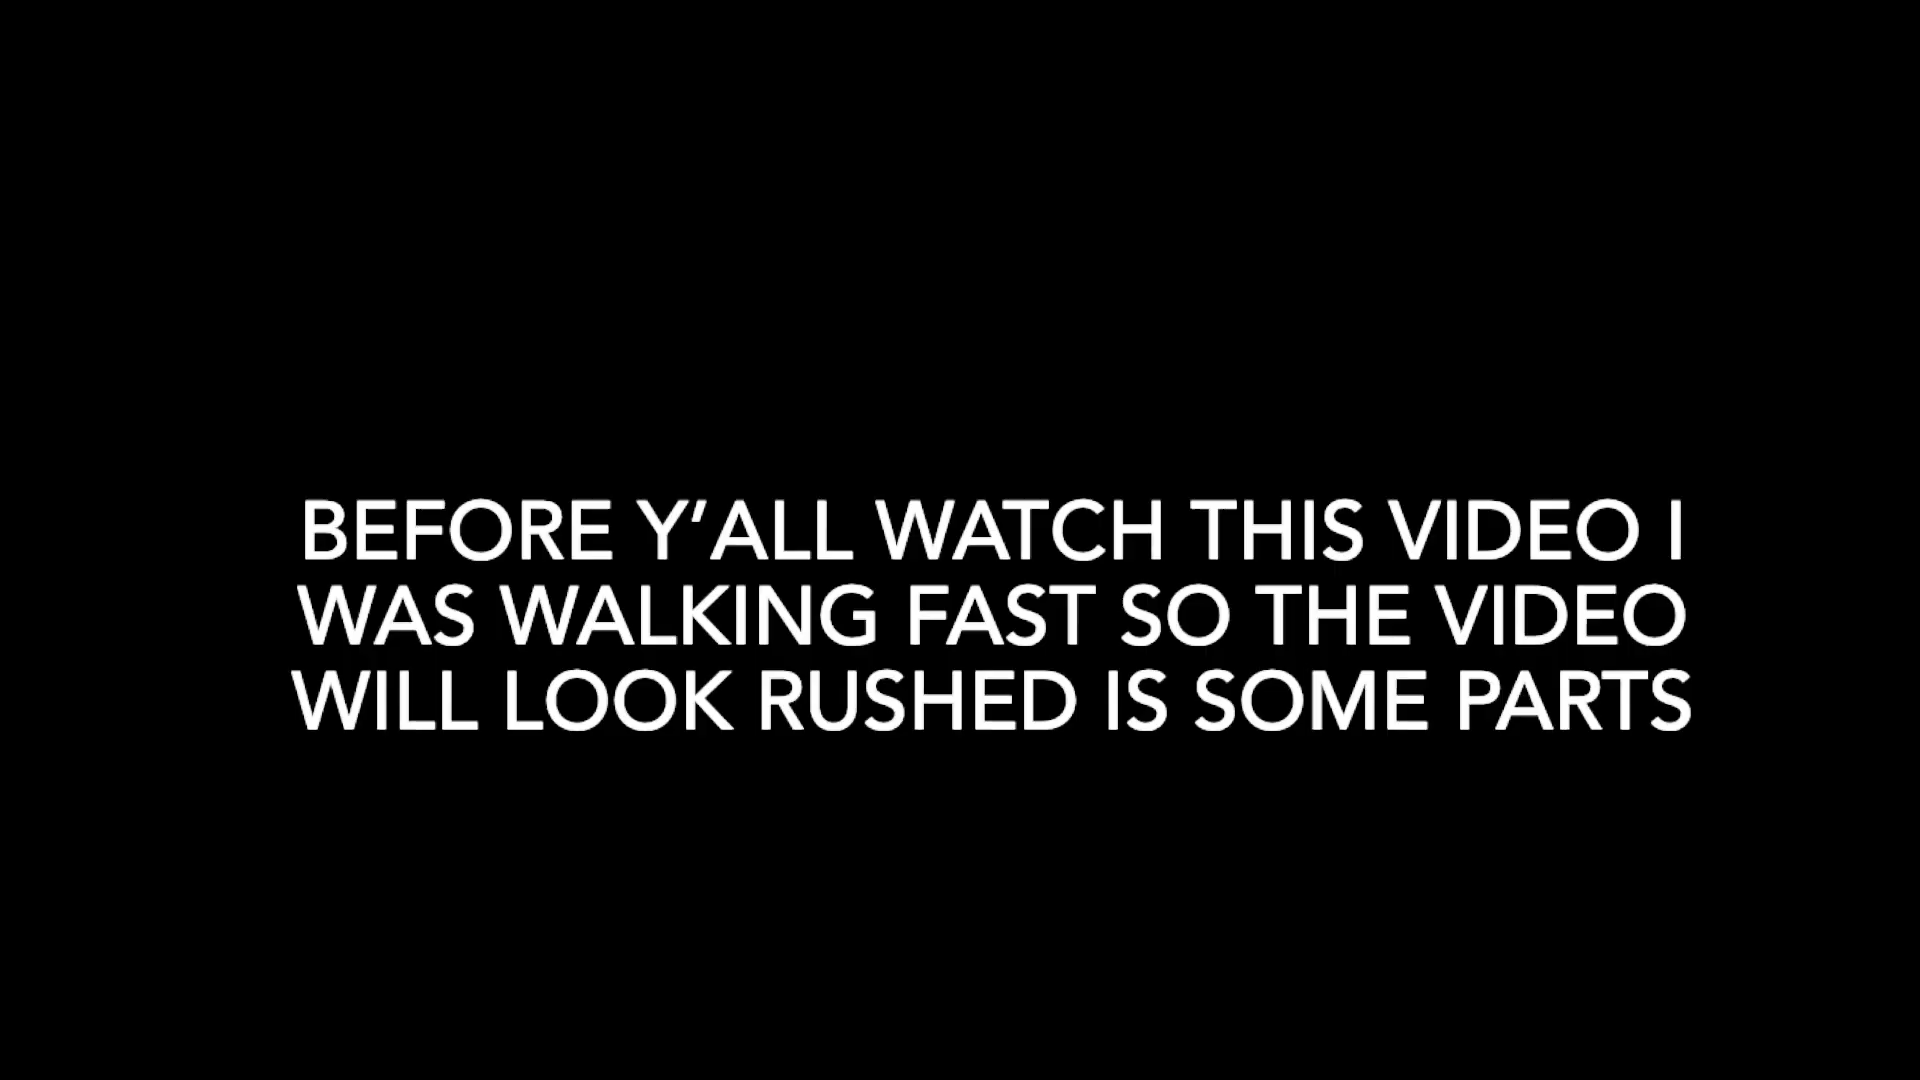 BEFORE Y’ALL WATCH THIS VIDEO I
WAS WALKING FAST SO THE VIDEO
WILL LOOK RUSHED IS SOME PARTS